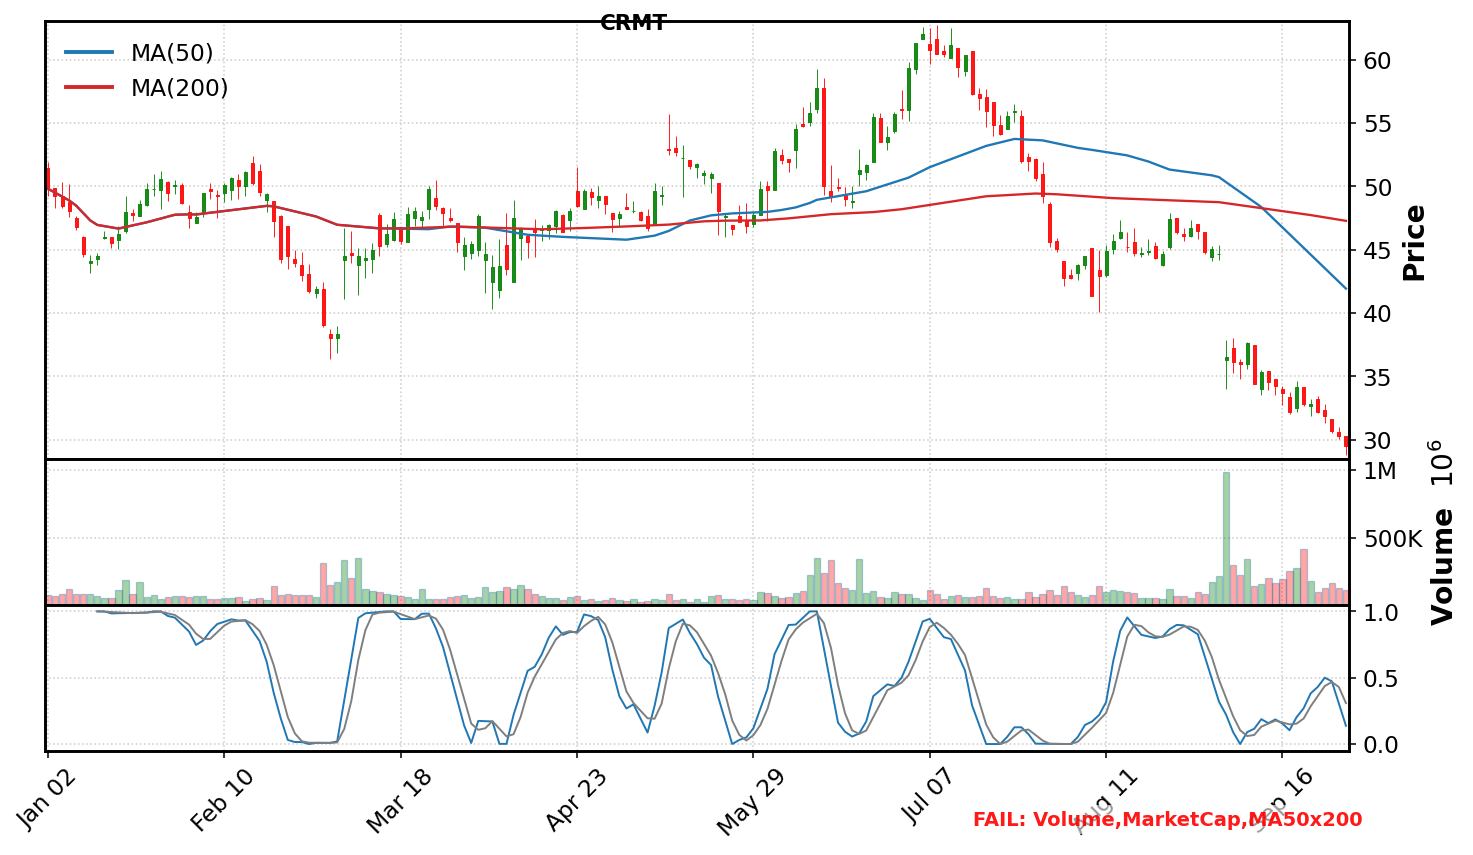 CRMT
MA(50)
MA(200)
60
55
50
45
40
35
30
Price
1M
500K
Volume 10⁶
1.0
0.5
0.0
Jan 02
Feb 10
Mar 18
Apr 23
May 29
Jul 07
Aug 11
Sep 16
FAIL: Volume,MarketCap,MA50x200